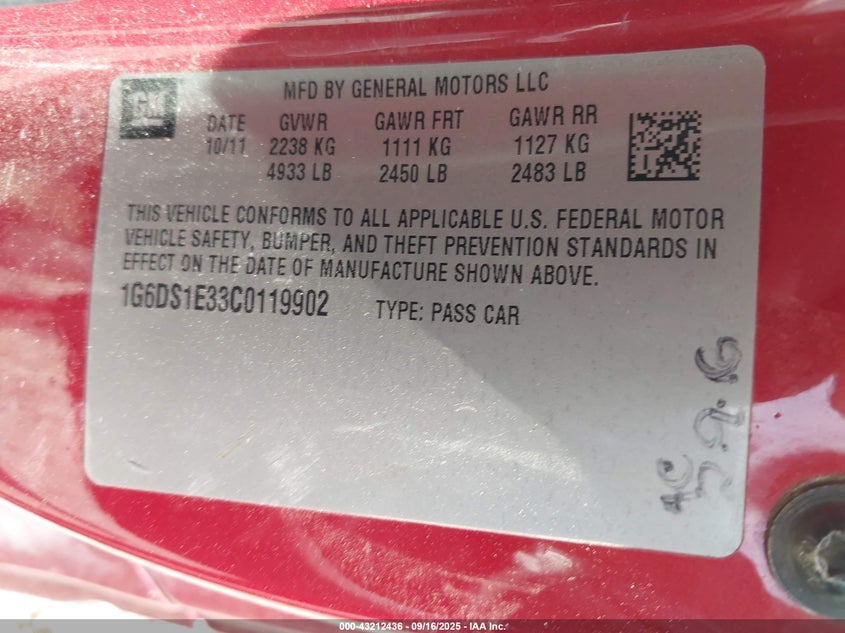 GM
MFD BY GENERAL MOTORS LLC
DATE GVWR GAWR FRT GAWR RR
10/11 2238 KG 1111 KG 1127 KG
4933 LB 2450 LB 2483 LB
THIS VEHICLE CONFORMS TO ALL APPLICABLE U.S. FEDERAL MOTOR
VEHICLE SAFETY, BUMPER, AND THEFT PREVENTION STANDARDS IN
EFFECT ON THE DATE OF MANUFACTURE SHOWN ABOVE.
1G6DS1E33C0119902 TYPE: PASS CAR
000-43212436 - 09/16/2025 - IAA Inc.